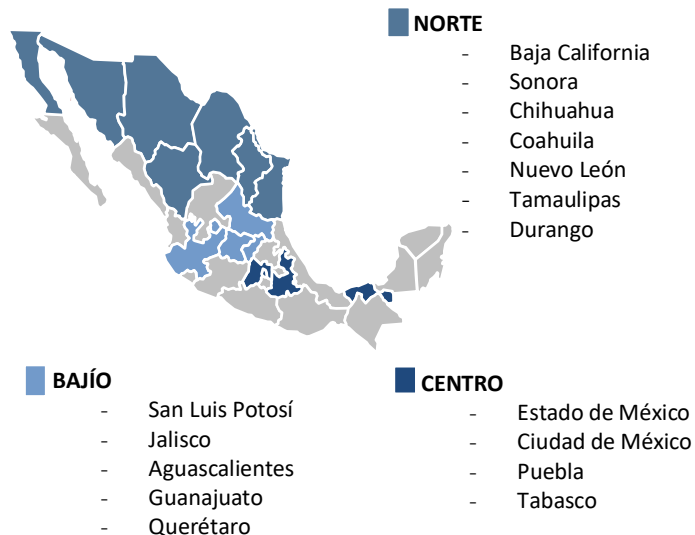 NORTE
- Baja California
- Sonora
- Chihuahua
- Coahuila
- Nuevo León
- Tamaulipas
- Durango
BAJÍO
- San Luis Potosí
- Jalisco
- Aguascalientes
- Guanajuato
- Querétaro
CENTRO
- Estado de México
- Ciudad de México
- Puebla
- Tabasco